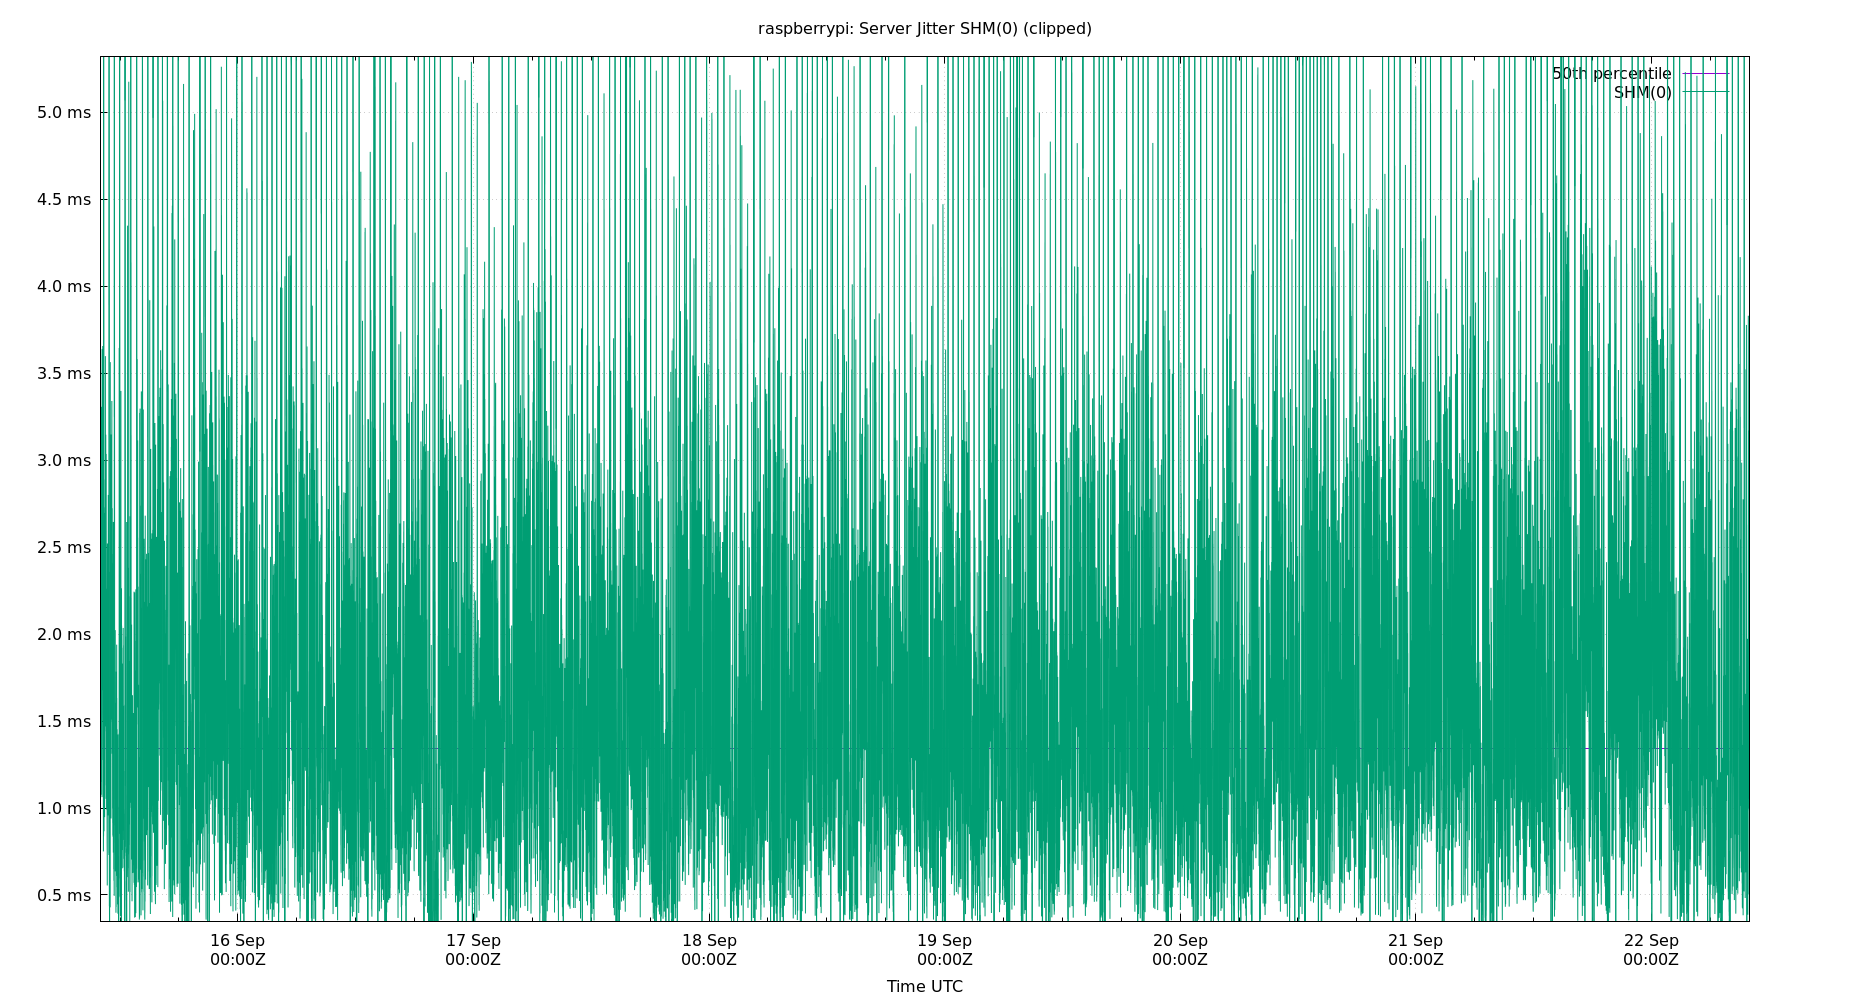 raspberrypi: Server Jitter SHM(0) (clipped)
50th percentile
SHM(0)
5.0 ms
4.5 ms
4.0 ms
3.5 ms
3.0 ms
2.5 ms
2.0 ms
1.5 ms
1.0 ms
0.5 ms
16 Sep 17 Sep 18 Sep 19 Sep 20 Sep 21 Sep 22 Sep
00:00Z 00:00Z 00:00Z 00:00Z 00:00Z 00:00Z 00:00Z
Time UTC